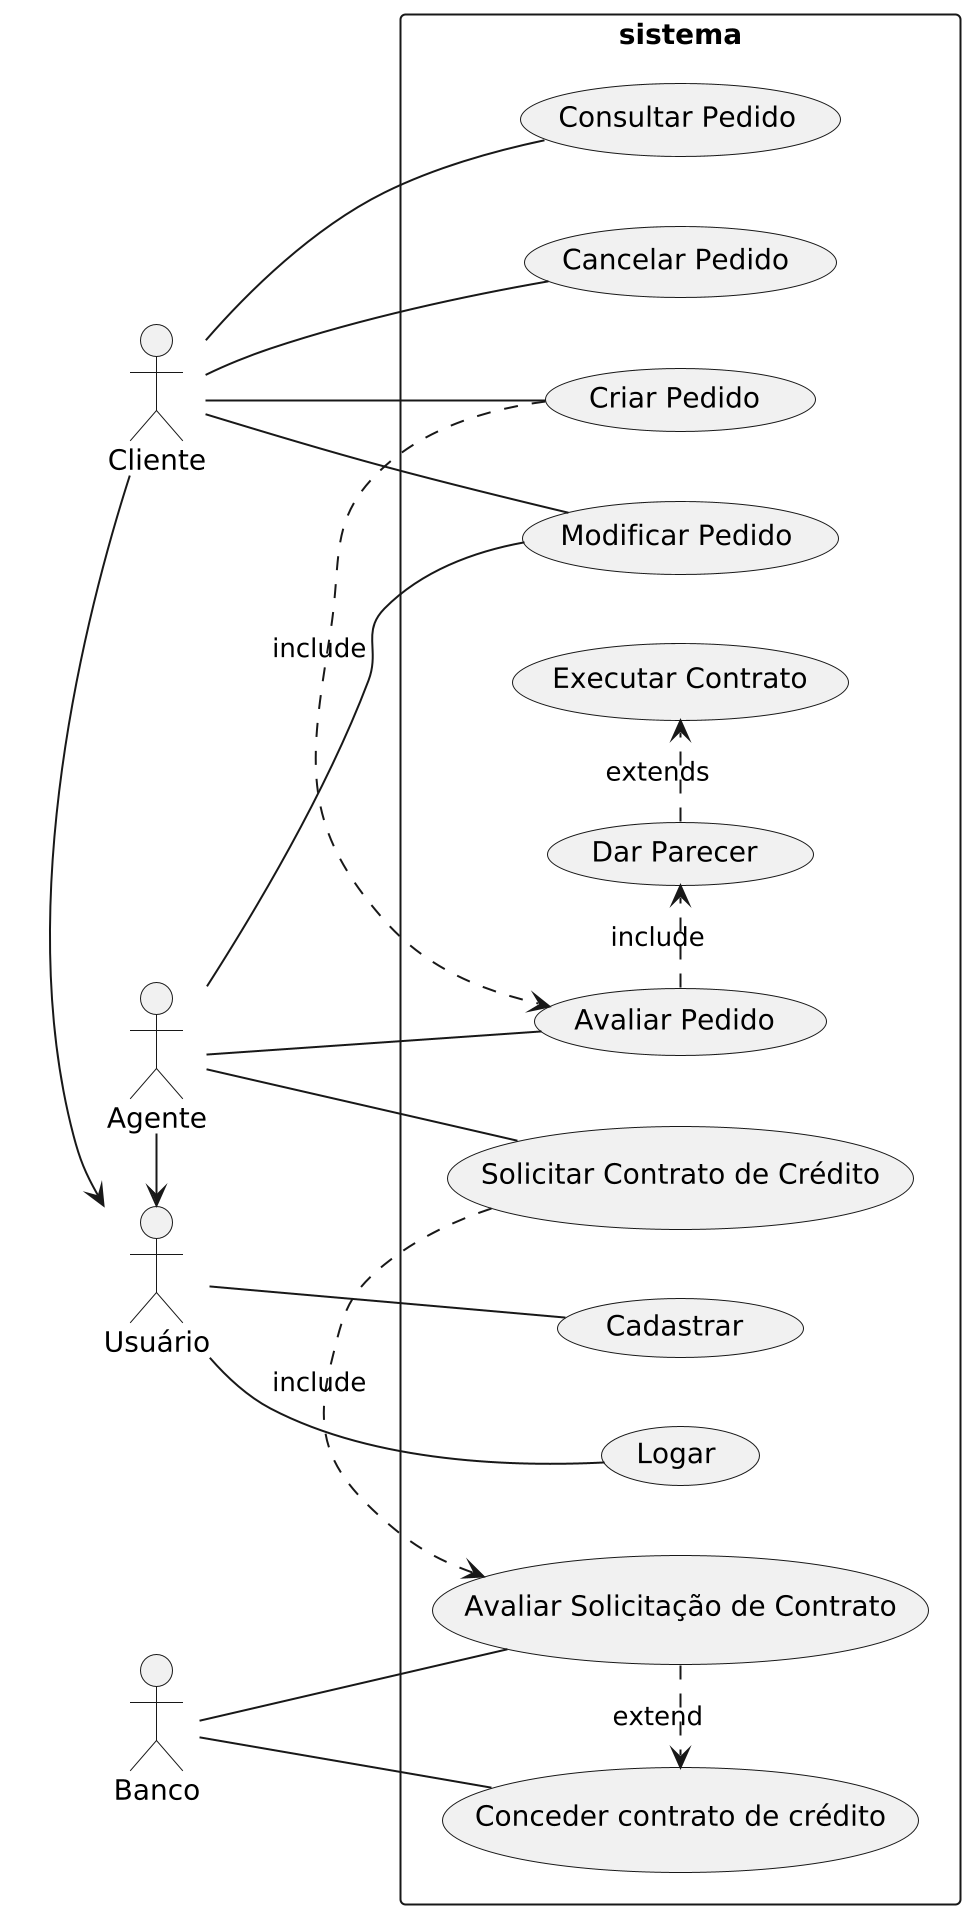 sistema
Consultar Pedido
Cancelar Pedido
Criar Pedido
Cliente
Modificar Pedido
include
Executar Contrato
extends
Dar Parecer
include
Avaliar Pedido
Agente
Solicitar Contrato de Crédito
Cadastrar
Usuário
include
Logar
Avaliar Solicitação de Contrato
extend
Banco
Conceder contrato de crédito